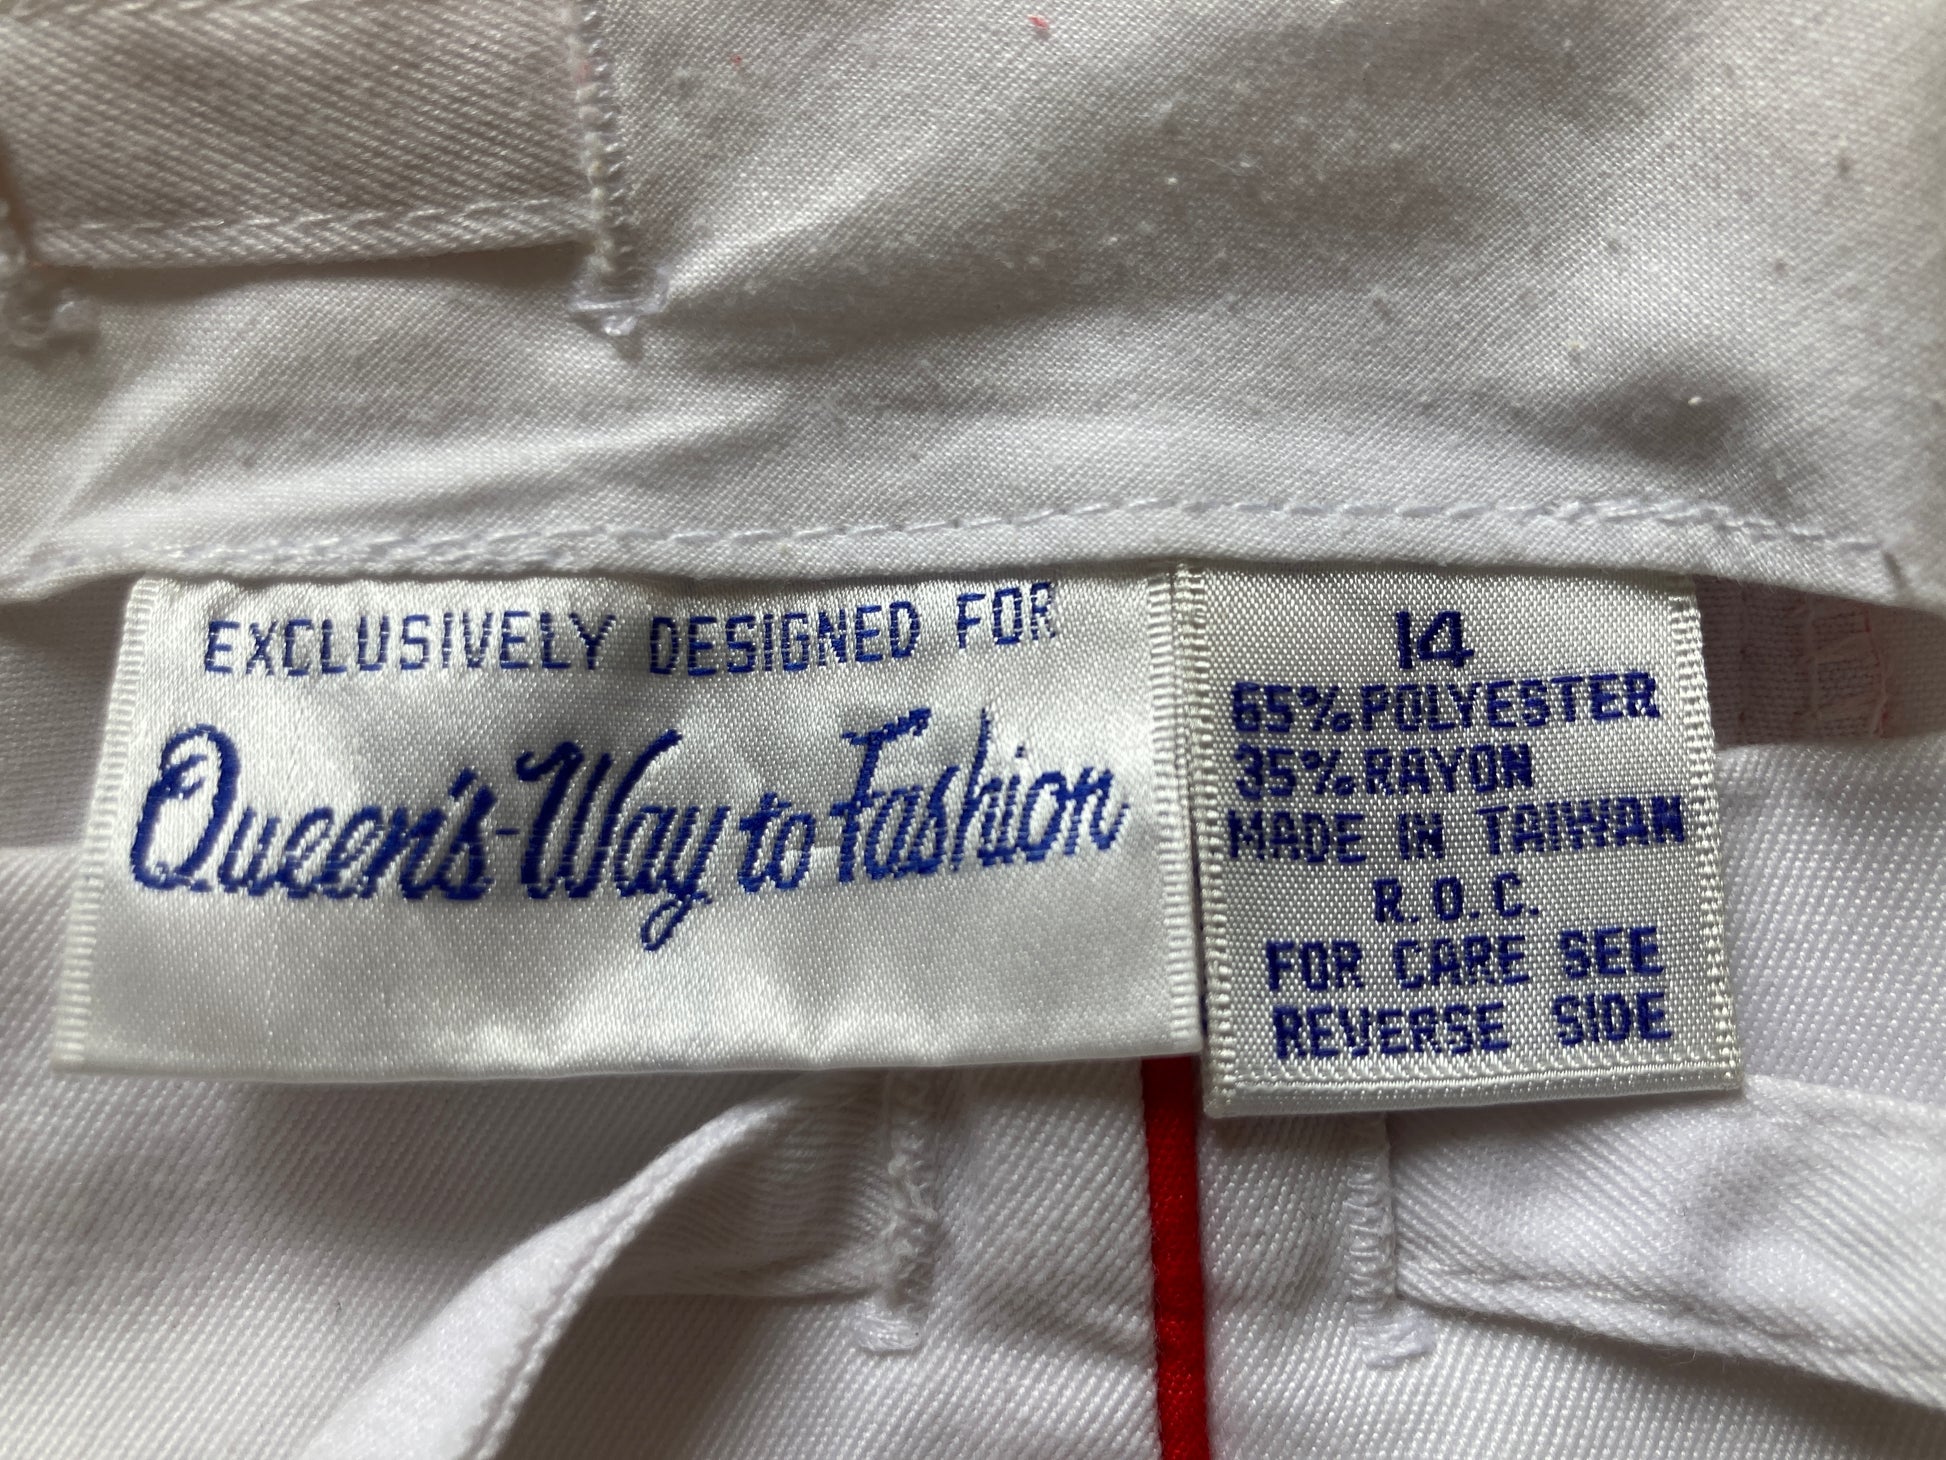 EXCLUSIVELY DESIGNED FOR
Queen's-Way to Fashion
14
65% POLYESTER
35% RAYON
MADE IN TAIWAN
R.O.C.
FOR CARE SEE
REVERSE SIDE